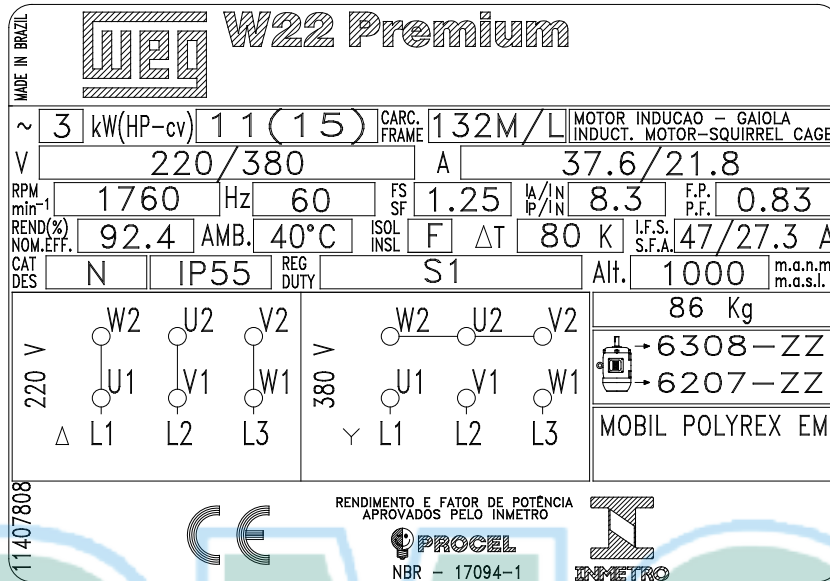 MADE IN BRAZIL
WEG
W22 Premium
~ 3 kW(HP-cv) 11(15) CARC. FRAME 132M/L MOTOR INDUCAO - GAIOLA
INDUCT. MOTOR-SQUIRREL CAGE
V 220/380 A 37.6/21.8
RPM min-1 1760 Hz 60 FS SF 1.25 IA/IN IP/IN 8.3 F.P. P.F. 0.83
REND(%) NOM.EFF. 92.4 AMB. 40°C ISOL INSL F ΔT 80 K I.F.S. S.F.A. 47/27.3 A
CAT DES N IP55 REG DUTY S1 Alt. 1000 m.a.n.m m.a.s.l.
86 Kg
220 V
W2 U2 V2
U1 V1 W1
Δ L1 L2 L3
380 V
W2 U2 V2
U1 V1 W1
Y L1 L2 L3
6308-ZZ
6207-ZZ
MOBIL POLYREX EM
11407808
CE
RENDIMENTO E FATOR DE POTÊNCIA
APROVADOS PELO INMETRO
PROCEL
NBR - 17094-1
INMETRO